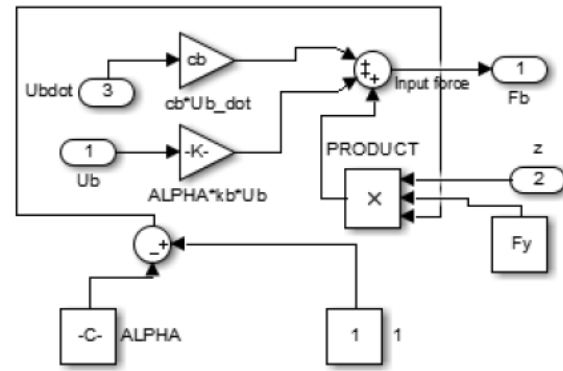 cb
Ubdot
3
cb*Ub_dot
Input force
1
Fb
1
Ub
-K-
ALPHA*kb*Ub
PRODUCT
×
z
2
Fy
-C-
ALPHA
1
1